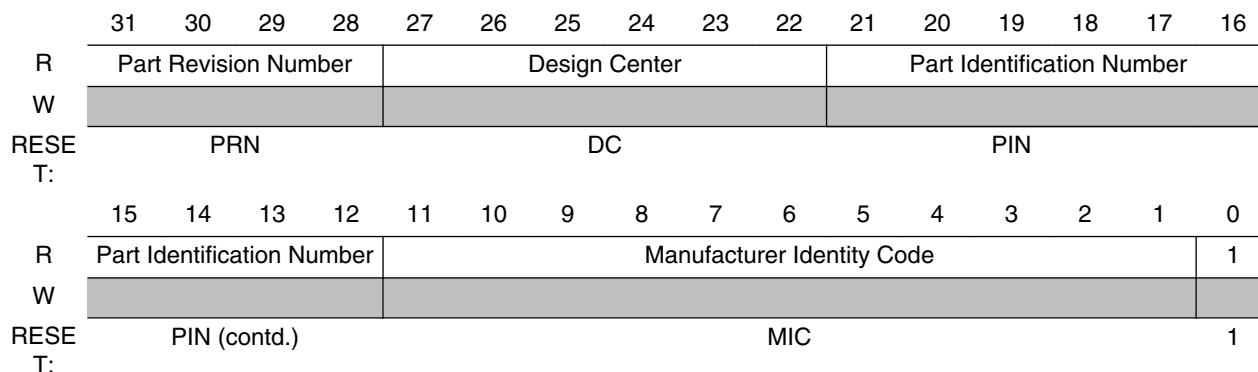 31 30 29 28 27 26 25 24 23 22 21 20 19 18 17 16
R Part Revision Number Design Center Part Identification Number
W
RESE PRN DC PIN
T:
15 14 13 12 11 10 9 8 7 6 5 4 3 2 1 0
R Part Identification Number Manufacturer Identity Code 1
W
RESE PIN (contd.) MIC 1
T: